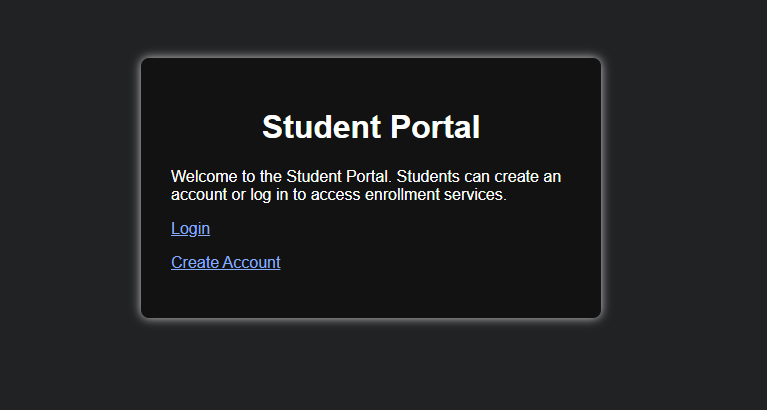 Student Portal
Welcome to the Student Portal. Students can create an
account or log in to access enrollment services.
Login
Create Account